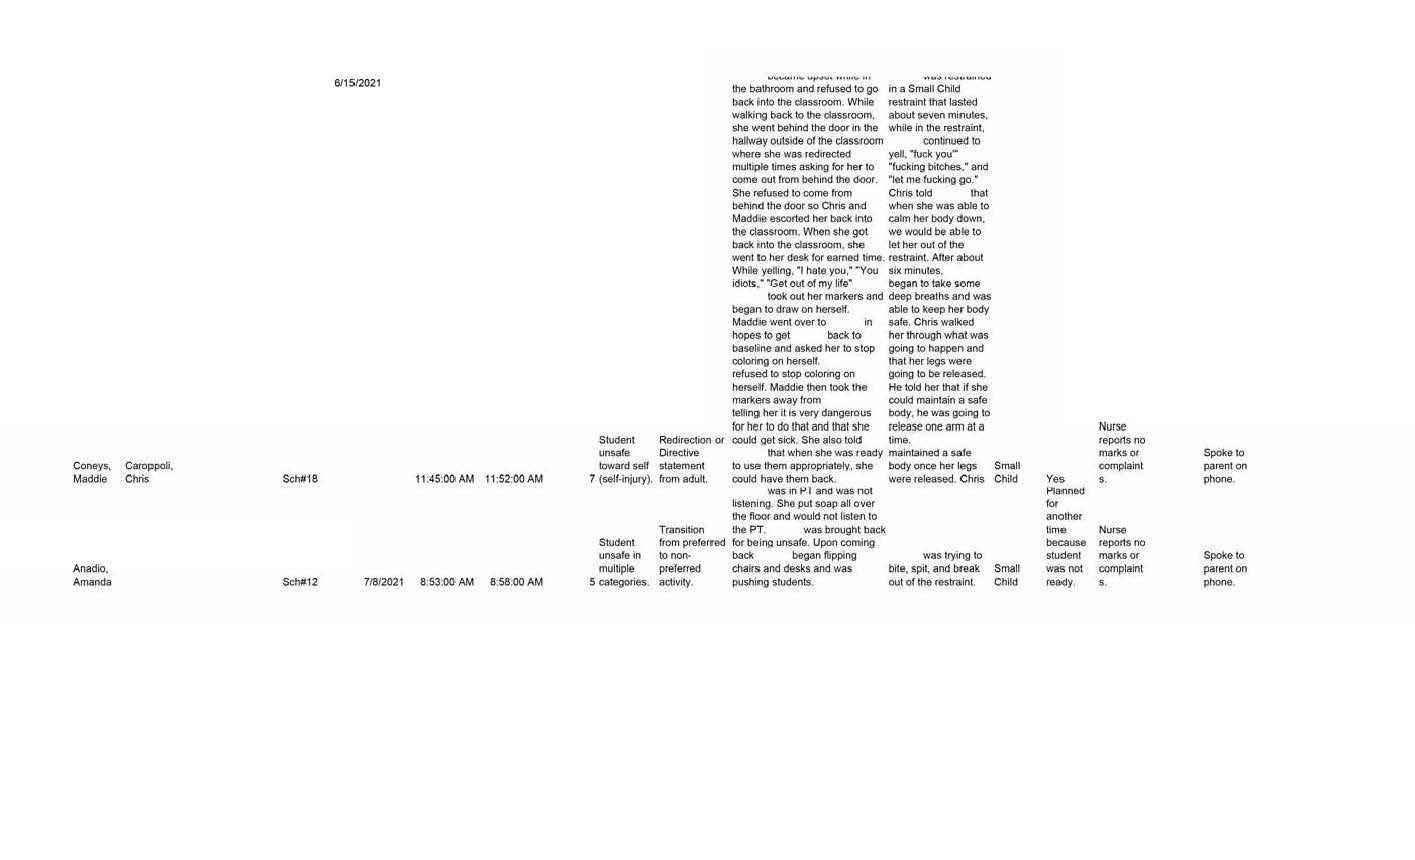 6/15/2021
became upset while in
the bathroom and refused to go
back into the classroom. While
walking back to the classroom,
she went behind the door in the
hallway outside of the classroom
where she was redirected
multiple times asking for her to
come out from behind the door.
She refused to come from
behind the door so Chris and
Maddie escorted her back into
the classroom. When she got
back into the classroom, she
went to her desk for earned time.
While yelling, "I hate you," "You
idiots," "Get out of my life"
took out her markers and
began to draw on herself.
Maddie went over to in
hopes to get back to
baseline and asked her to stop
coloring on herself.
refused to stop coloring on
herself. Maddie then took the
markers away from
telling her it is very dangerous
for her to do that and that she
could get sick. She also told
that when she was ready
to use them appropriately, she
could have them back.
was restrained
in a Small Child
restraint that lasted
about seven minutes,
while in the restraint,
continued to
yell, "fuck you'"
"fucking bitches," and
"let me fucking go."
Chris told that
when she was able to
calm her body down,
we would be able to
let her out of the
restraint. After about
six minutes,
began to take some
deep breaths and was
able to keep her body
safe. Chris walked
her through what was
going to happen and
that her legs were
going to be released.
He told her that if she
could maintain a safe
body, he was going to
release one arm at a
time.
maintained a safe
body once her legs
were released. Chris
Coneys,
Maddie
Caroppoli,
Chris
Sch#18
11:45:00 AM 11:52:00 AM
7
Student
unsafe
toward self
(self-injury).
Redirection or
Directive
statement
from adult.
Small
Child
Yes
Nurse
reports no
marks or
complaint
s.
Spoke to
parent on
phone.
Anadio,
Amanda
Sch#12
7/8/2021
8:53:00 AM 8:58:00 AM
5
Student
unsafe in
multiple
categories.
Transition
from preferred
to non-
preferred
activity.
was in PT and was not
listening. She put soap all over
the floor and would not listen to
the PT. was brought back
for being unsafe. Upon coming
back began flipping
chairs and desks and was
pushing students.
was trying to
bite, spit, and break
out of the restraint.
Small
Child
Planned
for
another
time
because
student
was not
ready.
Nurse
reports no
marks or
complaint
s.
Spoke to
parent on
phone.